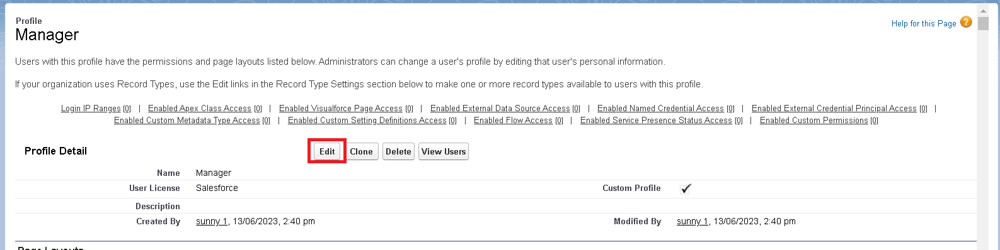 Profile
Manager
Help for this Page
Users with this profile have the permissions and page layouts listed below. Administrators can change a user's profile by editing that user's personal information.
If your organization uses Record Types, use the Edit links in the Record Type Settings section below to make one or more record types available to users with this profile.
Login IP Ranges [0] | Enabled Apex Class Access [0] | Enabled Visualforce Page Access [0] | Enabled External Data Source Access [0] | Enabled Named Credential Access [0] | Enabled External Credential Principal Access [0] |
Enabled Custom Metadata Type Access [0] | Enabled Custom Setting Definitions Access [0] | Enabled Flow Access [0] | Enabled Service Presence Status Access [0] | Enabled Custom Permissions [0]
Profile Detail Edit Clone Delete View Users
Name Manager
User License Salesforce Custom Profile
Description
Created By sunny 1, 13/06/2023, 2:40 pm Modified By sunny 1, 13/06/2023, 2:40 pm
Page Layouts